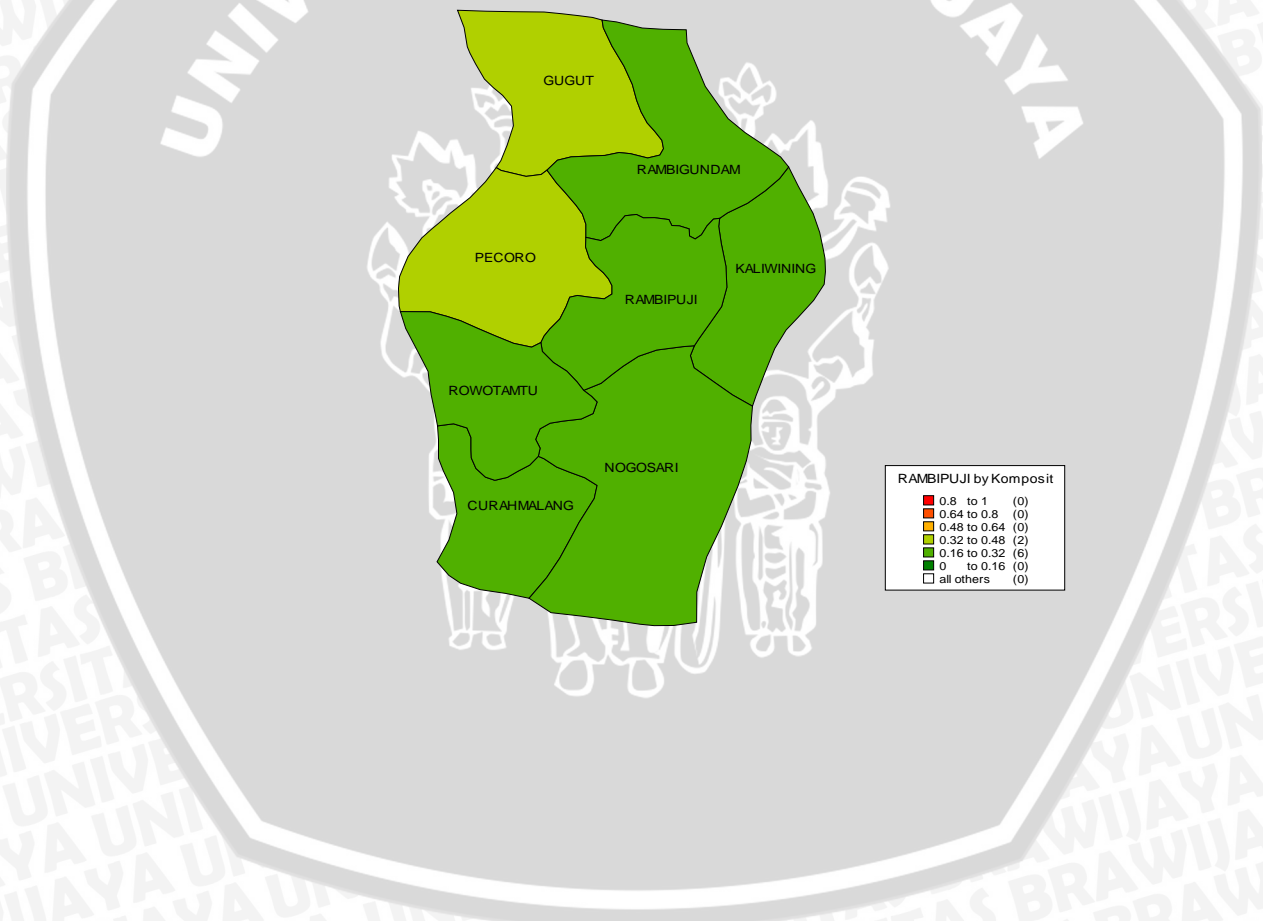 UNIV
JAYA
GUGUT
RAMBIGUNDAM
PECORO
KALIWINING
RAMBIPUJI
ROWOTAMTU
NOGOSARI
CURAHMALANG
RAMBIPUJI by Komposit
0.8 to 1 (0)
0.64 to 0.8 (0)
0.48 to 0.64 (0)
0.32 to 0.48 (2)
0.16 to 0.32 (6)
0 to 0.16 (0)
all others (0)